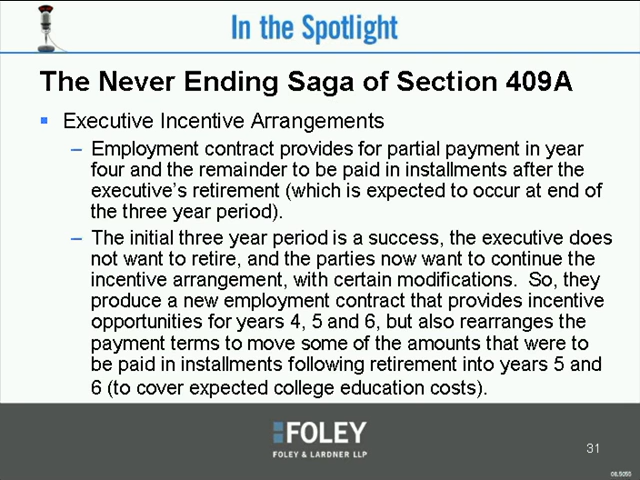 In the Spotlight
The Never Ending Saga of Section 409A
▪ Executive Incentive Arrangements
– Employment contract provides for partial payment in year
four and the remainder to be paid in installments after the
executive's retirement (which is expected to occur at end of
the three year period).
– The initial three year period is a success, the executive does
not want to retire, and the parties now want to continue the
incentive arrangement, with certain modifications.  So, they
produce a new employment contract that provides incentive
opportunities for years 4, 5 and 6, but also rearranges the
payment terms to move some of the amounts that were to
be paid in installments following retirement into years 5 and
6 (to cover expected college education costs).
FOLEY
FOLEY & LARDNER LLP
31
08.5055